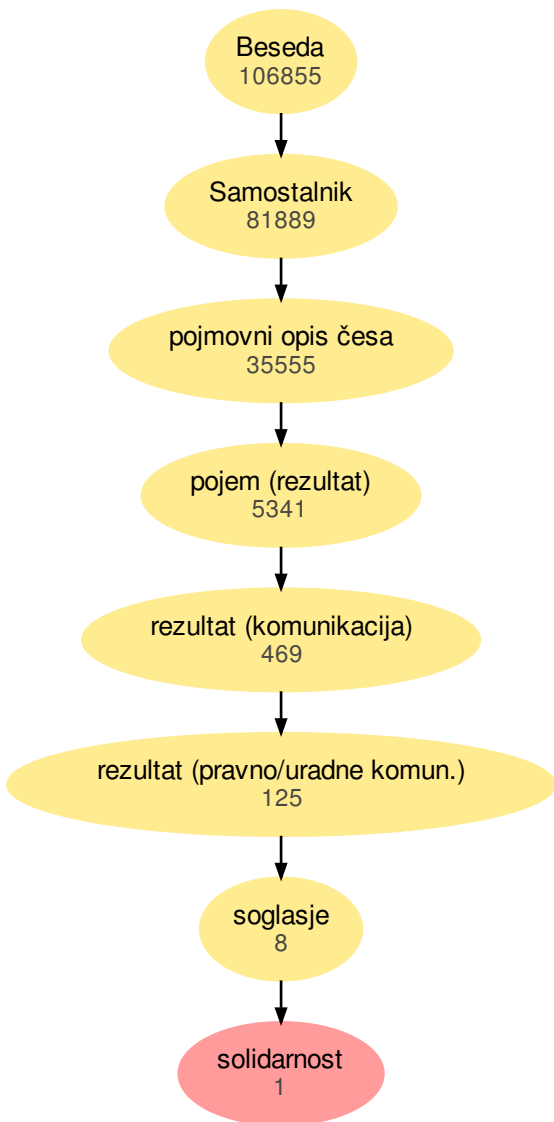 Beseda
106855
Samostalnik
81889
pojmovni opis česa
35555
pojem (rezultat)
5341
rezultat (komunikacija)
469
rezultat (pravno/uradne komun.)
125
soglasje
8
solidarnost
1